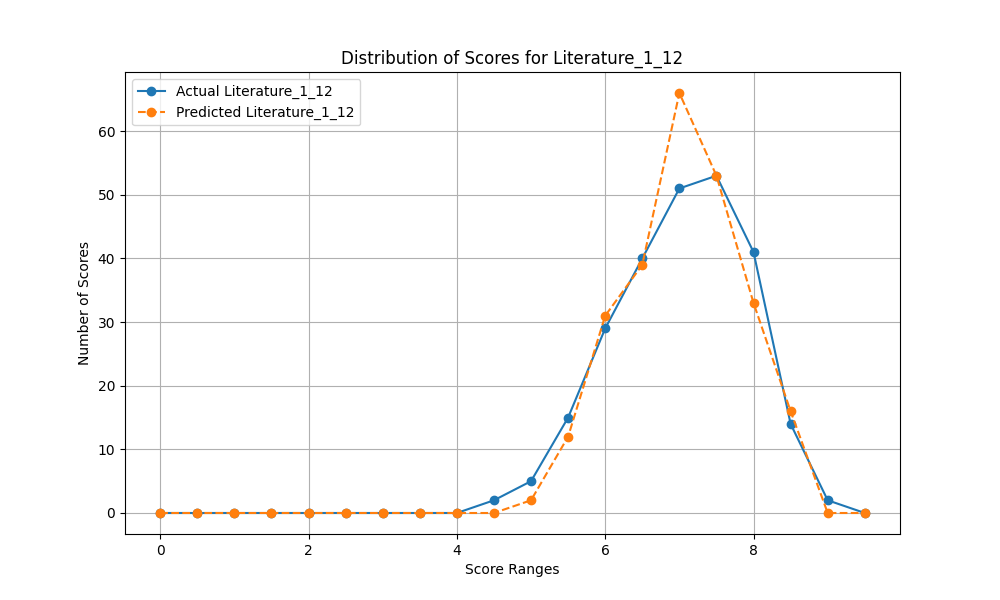 Distribution of Scores for Literature_1_12
Actual Literature_1_12
Predicted Literature_1_12
Number of Scores
60
50
40
30
20
10
0
0 2 4 6 8
Score Ranges